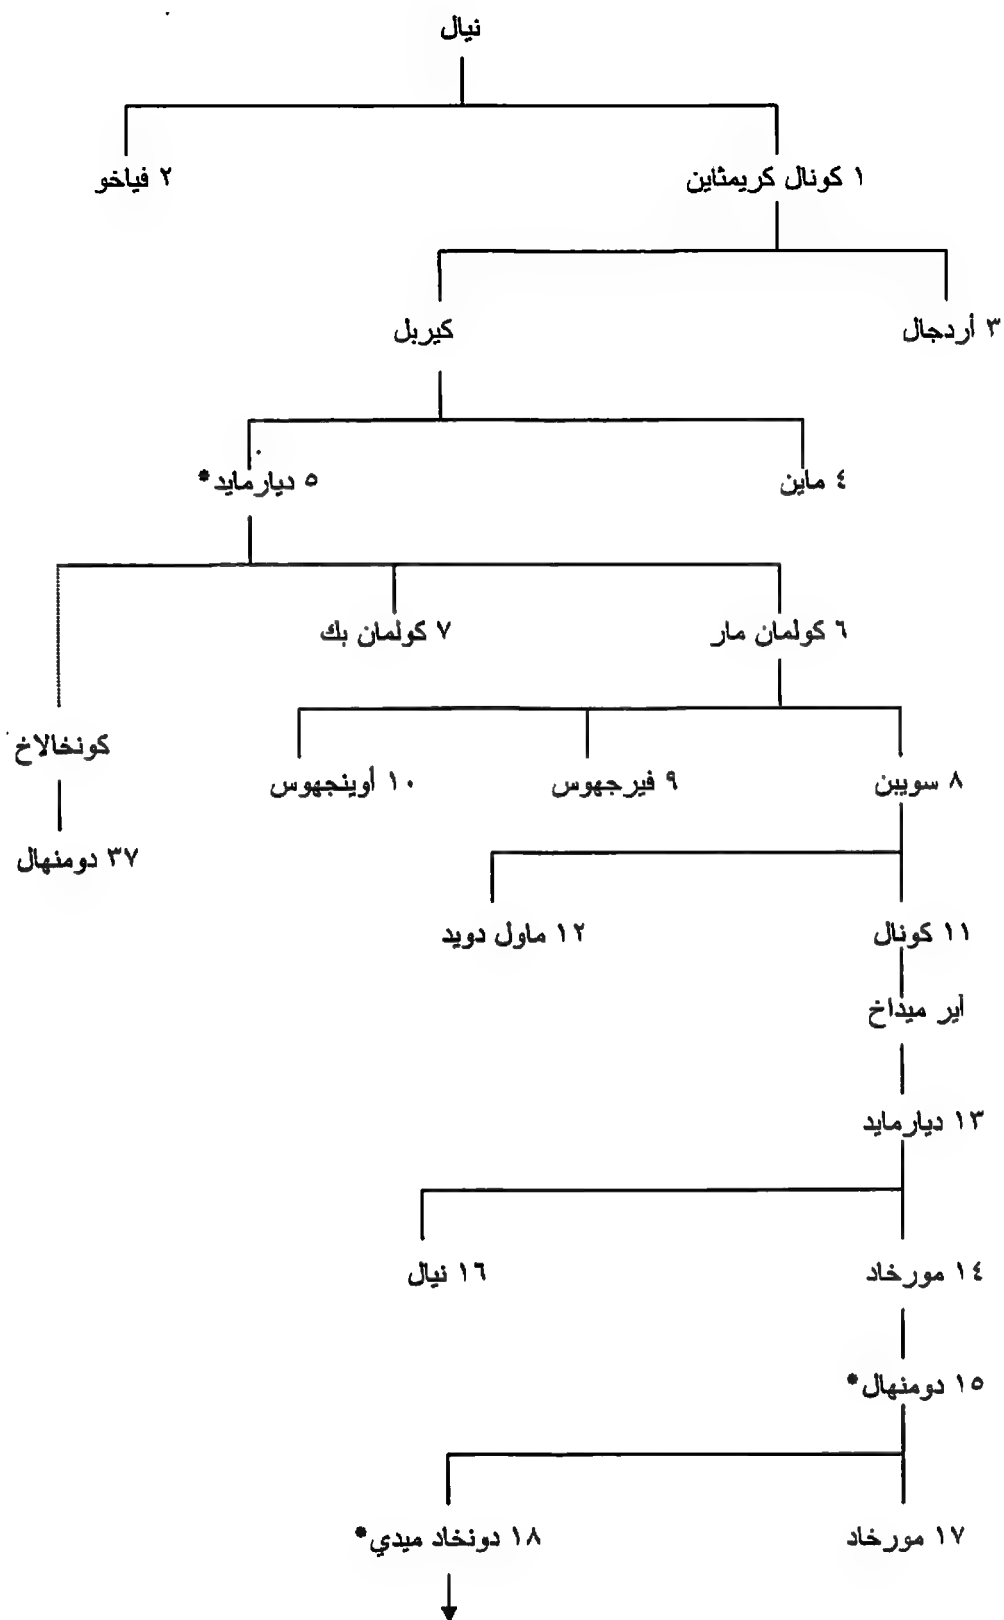 نيال
١ كونال كريمثاين
٢ فياخو
٣ أردجال
كيربل
٤ ماين
٥ ديارمايد*
٦ كولمان مار
٧ كولمان بك
كونخالاخ
٨ سويبن
٩ فيرجهوس
١٠ أوينجهوس
٣٧ دومنهال
١١ كونال
١٢ ماول دويد
أير ميداخ
١٣ ديارمايد
١٤ مورخاد
١٦ نيال
١٥ دومنهال*
١٧ مورخاد
١٨ دونخاد ميدي*